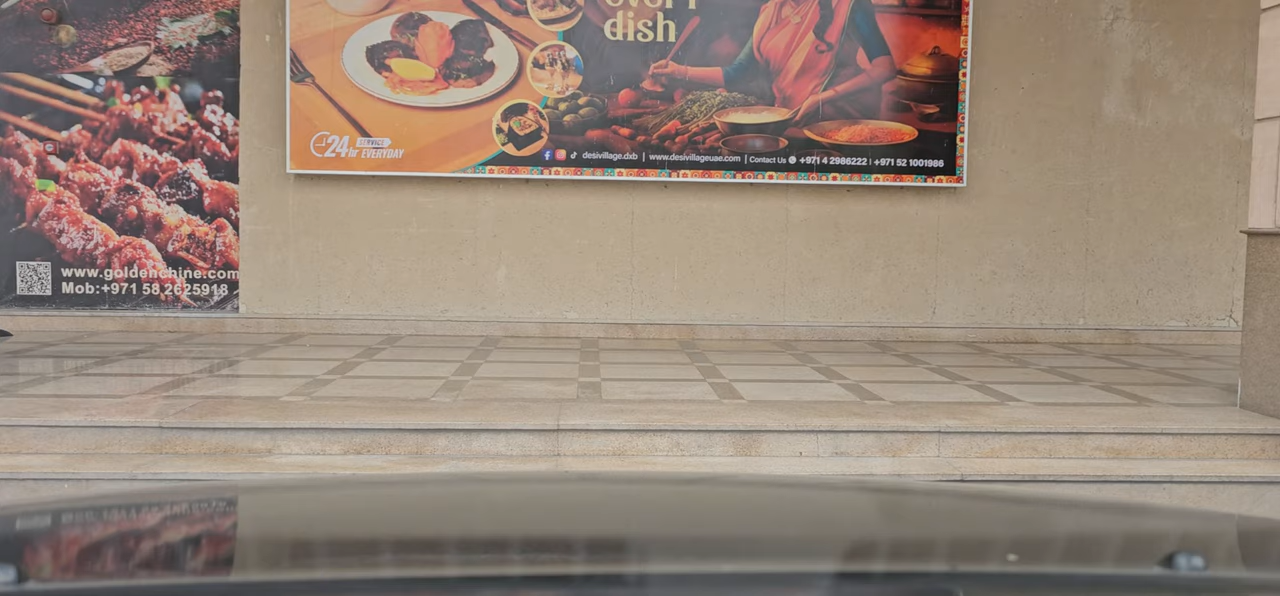 dish
24 SERVICE
hr EVERYDAY
desivillage.dxb | www.desivillageuae.com | Contact Us +971 4 2986222 | +971 52 1001986
www.goldenchine.com
Mob:+971 58 2625918